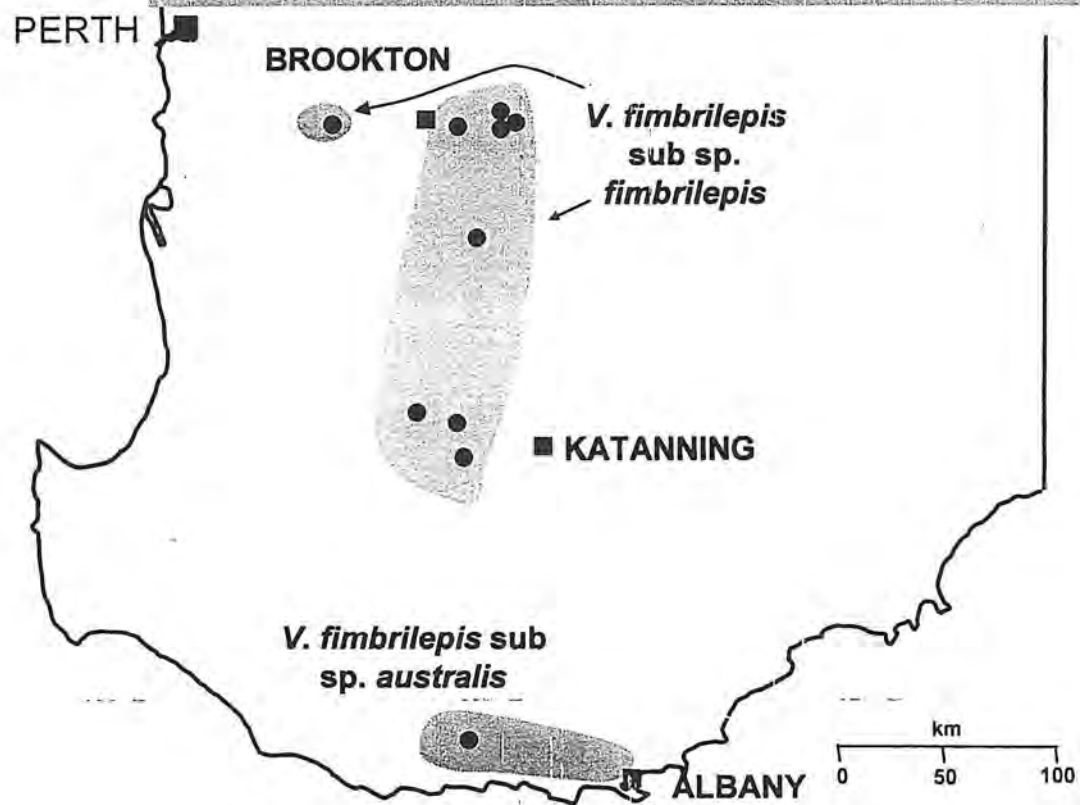 PERTH
BROOKTON
V. fimbrilepis
sub sp.
fimbrilepis
KATANNING
V. fimbrilepis sub
sp. australis
km
0 50 100
ALBANY